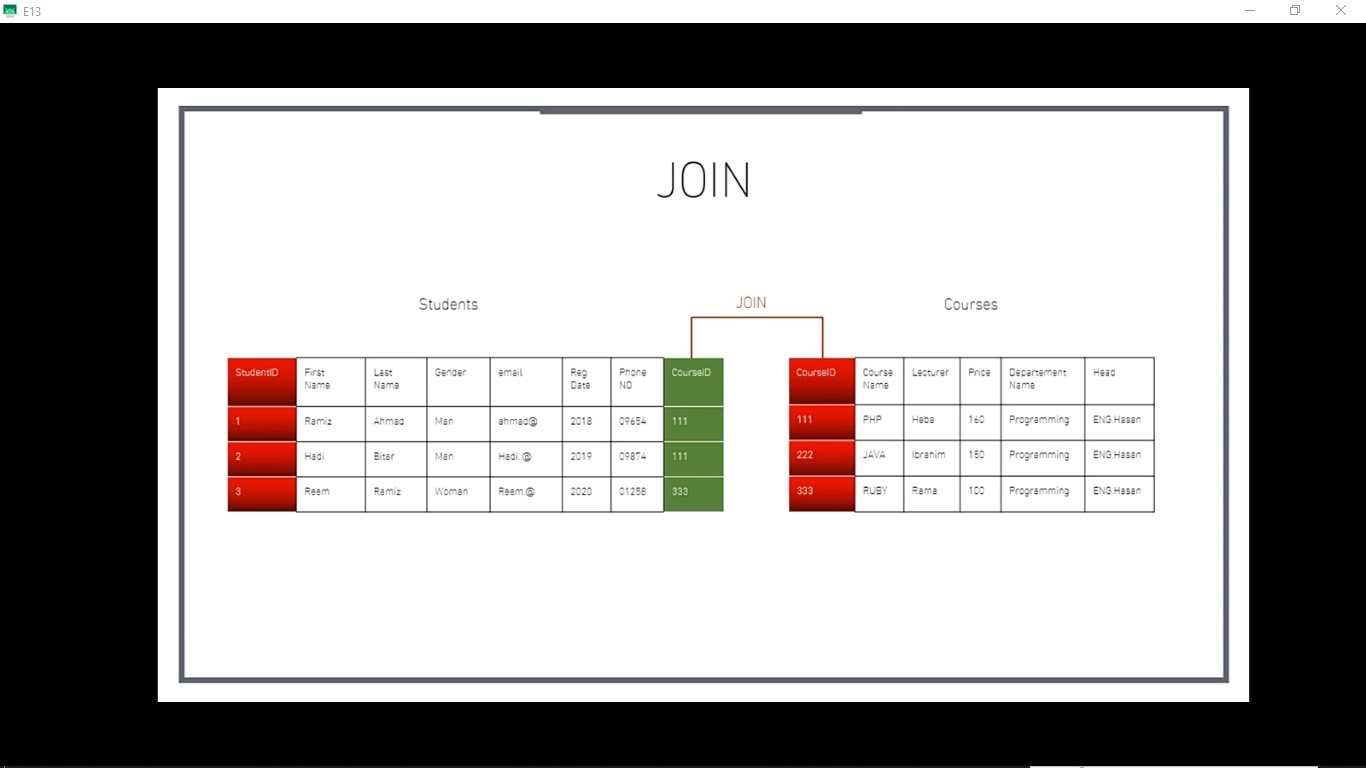 E13
JOIN
Students
JOIN
Courses
StudentID First Name Last Name Gender email Reg Date Phone NO CourseID
1 Ramiz Ahmad Man ahmad@ 2018 09654 111
2 Hadi Bitar Man Hadi.@ 2019 09874 111
3 Reem Ramiz Woman Reem.@ 2020 01258 333
CourseID Course Name Lecturer Price Departement Name Head
111 PHP Heba 160 Programming ENG.Hasan
222 JAVA Ibrahim 150 Programming ENG.Hasan
333 RUBY Rama 100 Programming ENG.Hasan